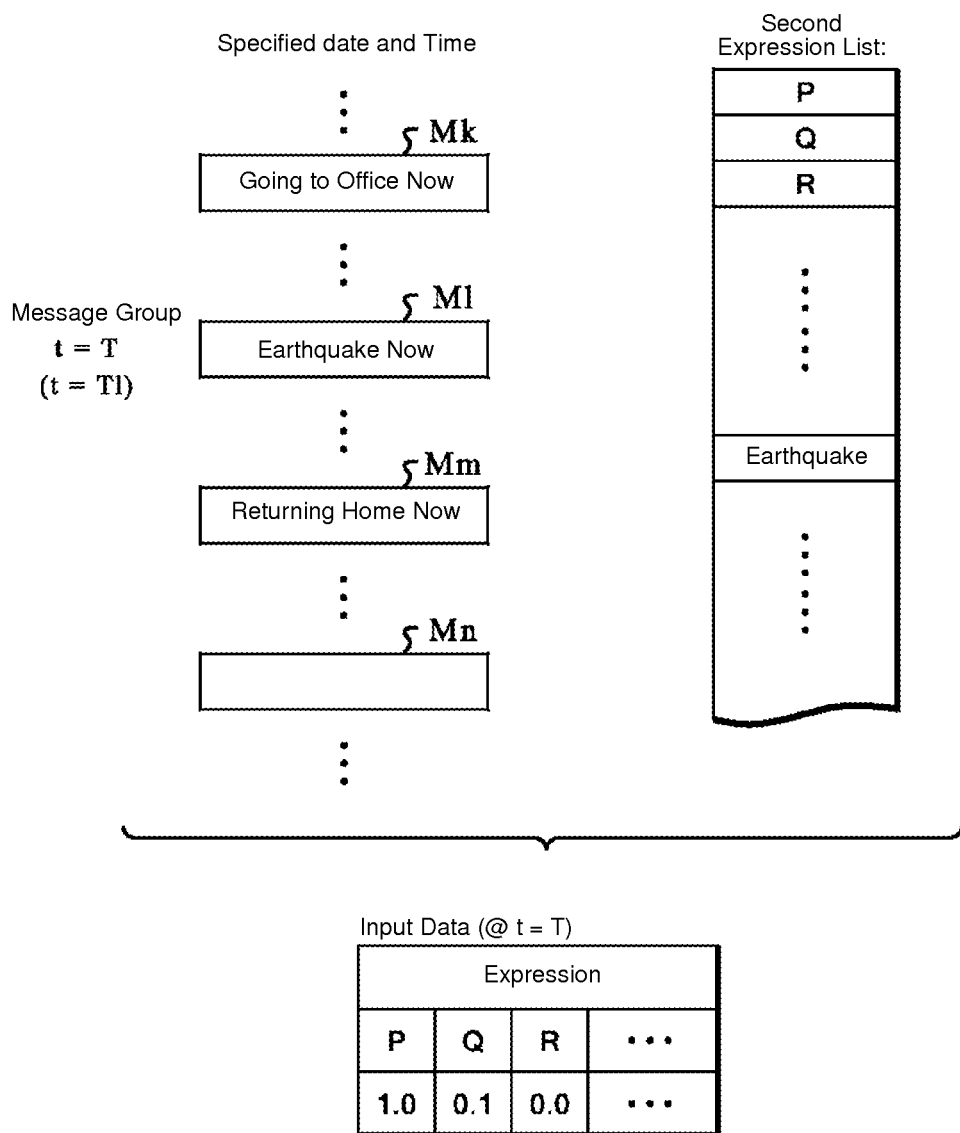 Specified date and Time
Mk
Going to Office Now
Message Group
t = T
(t = Tl)
Ml
Earthquake Now
Mm
Returning Home Now
Mn
Second
Expression List:
P
Q
R
Earthquake
Input Data (@ t = T)
Expression
P Q R •••
1.0 0.1 0.0 •••